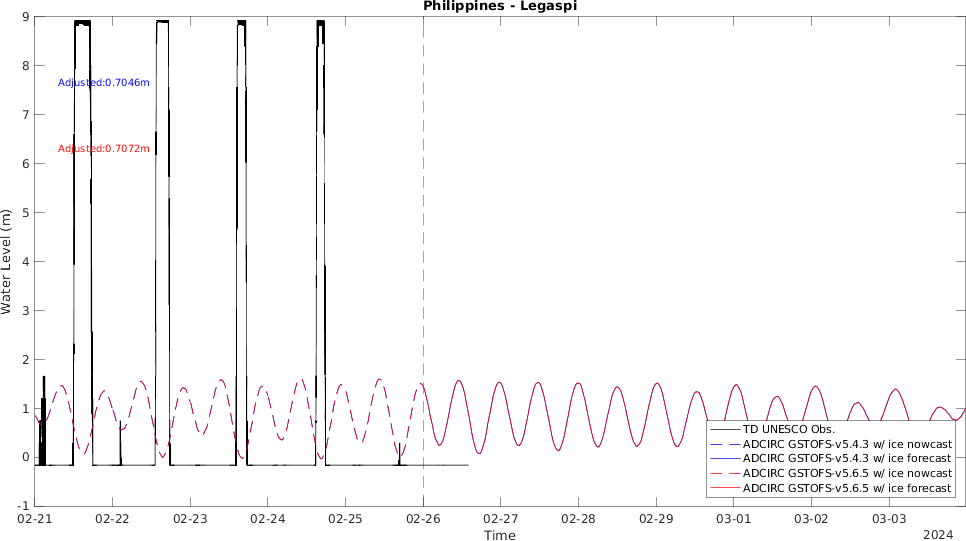 Philippines - Legaspi
9
8
7
6
5
4
3
2
1
0
-1
Water Level (m)
Adjusted:0.7046m
Adjusted:0.7072m
TD UNESCO Obs.
ADCIRC GSTOFS-v5.4.3 w/ ice nowcast
ADCIRC GSTOFS-v5.4.3 w/ ice forecast
ADCIRC GSTOFS-v5.6.5 w/ ice nowcast
ADCIRC GSTOFS-v5.6.5 w/ ice forecast
02-21 02-22 02-23 02-24 02-25 02-26 02-27 02-28 02-29 03-01 03-02 03-03
Time
2024